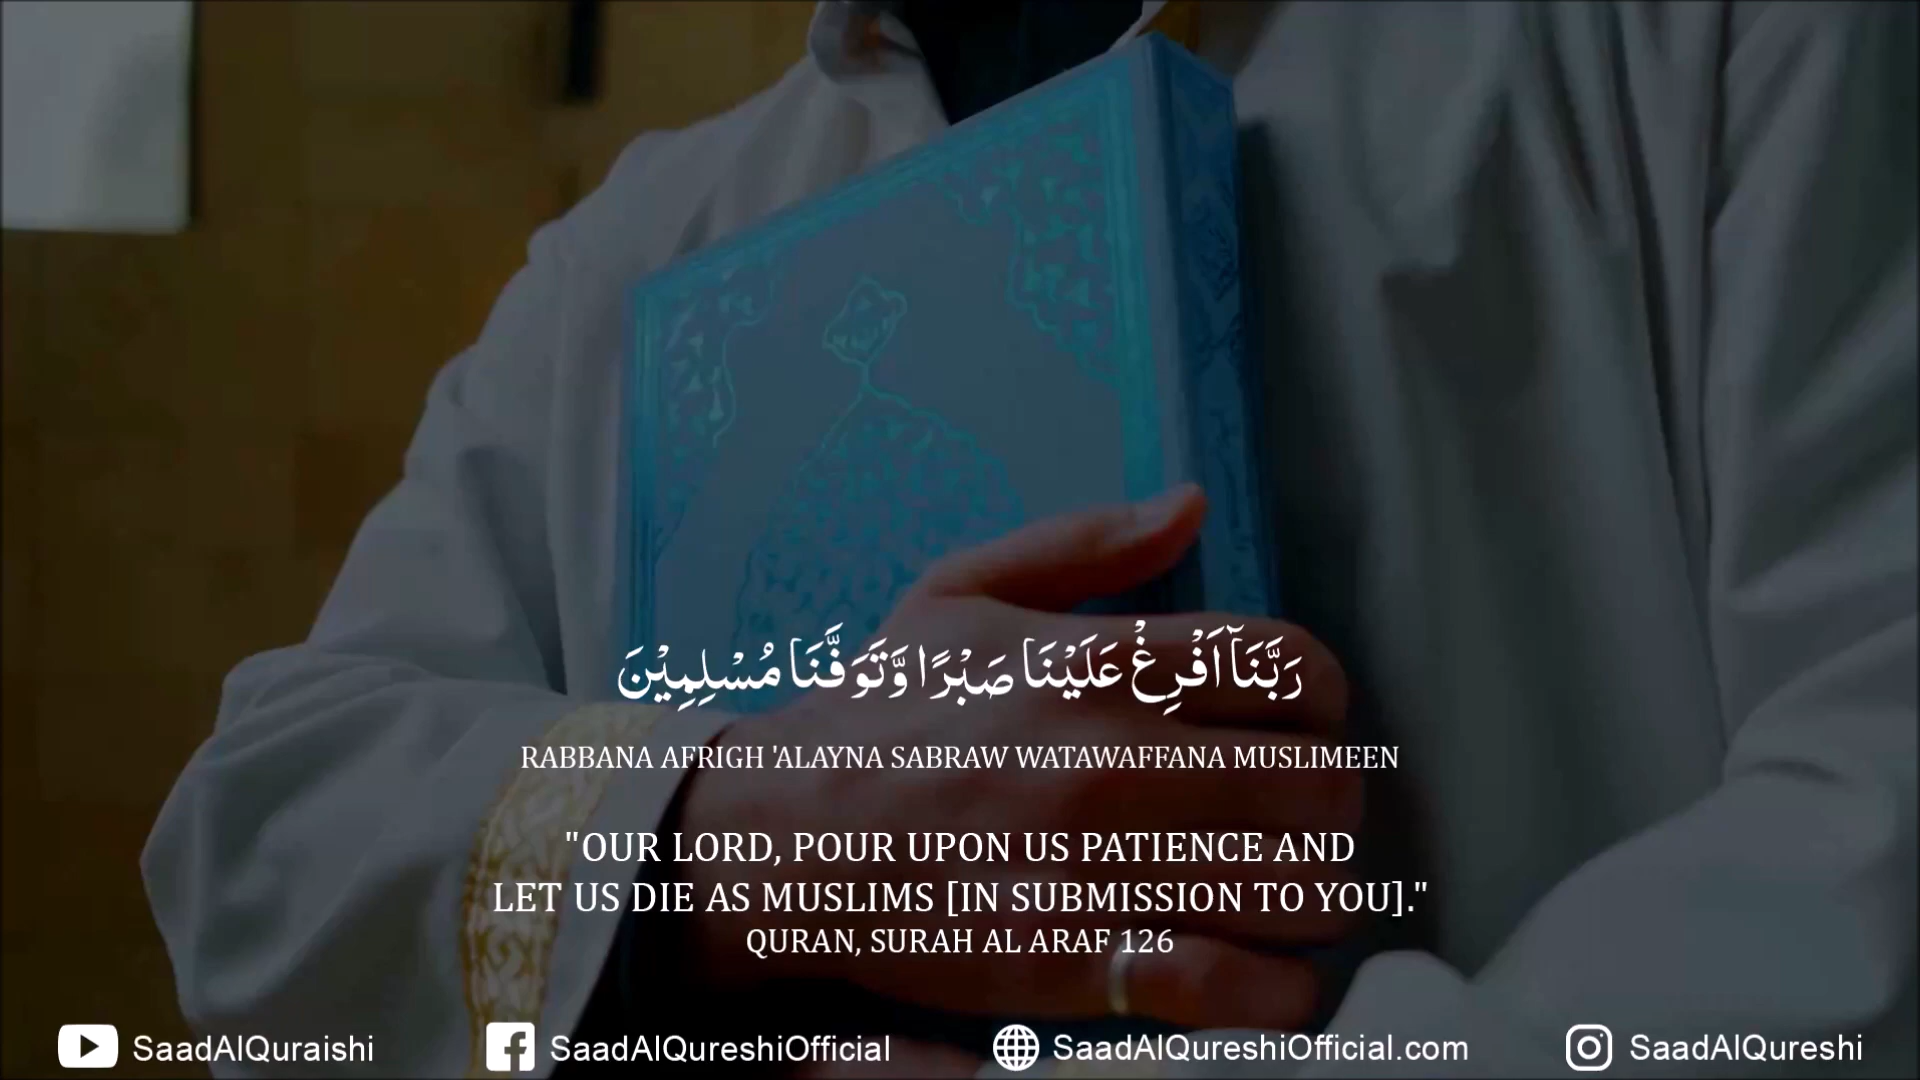 رَبَّنَآ اَفْرِغْ عَلَيْنَا صَبْرًا وَّتَوَفَّنَا مُسْلِمِيْنَ
RABBANA AFRIGH 'ALAYNA SABRAW WATAWAFFANA MUSLIMEEN
"OUR LORD, POUR UPON US PATIENCE AND
LET US DIE AS MUSLIMS [IN SUBMISSION TO YOU]."
QURAN, SURAH AL ARAF 126
SaadAlQuraishi SaadAlQureshiOfficial SaadAlQureshiOfficial.com SaadAlQureshi